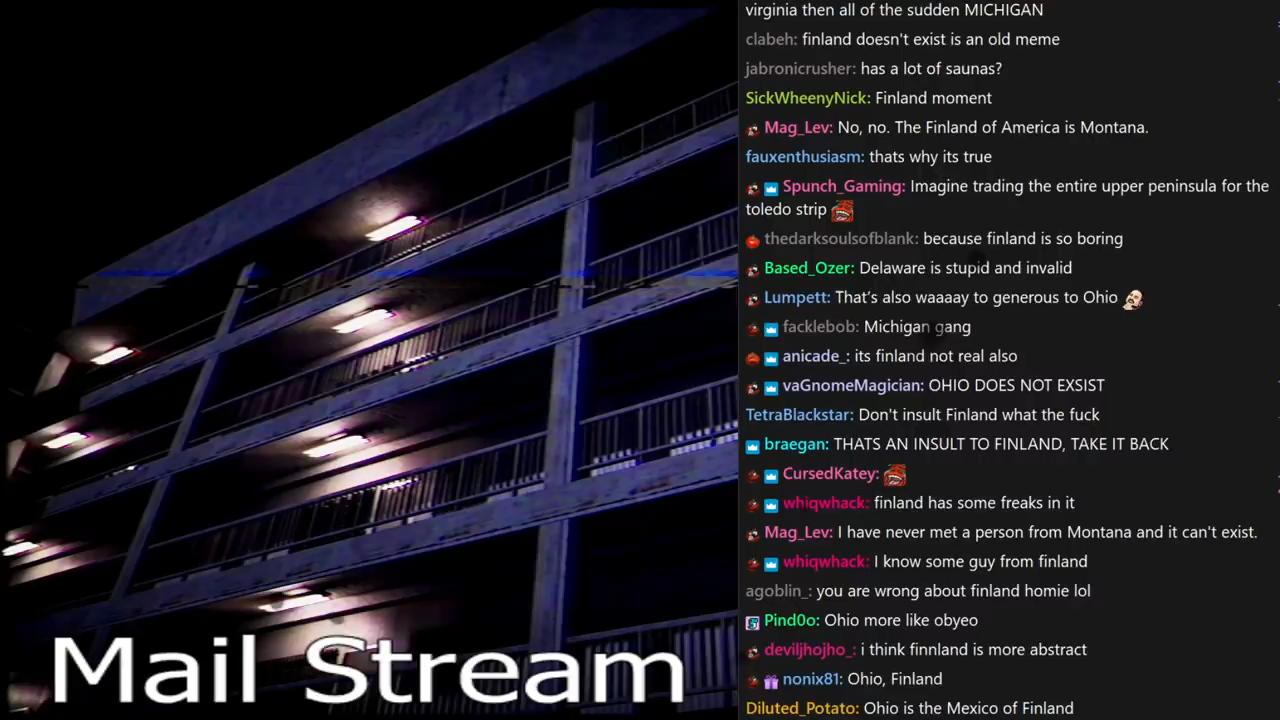 virginia then all of the sudden MICHIGAN
clabeh: finland doesn't exist is an old meme
jabronicrusher: has a lot of saunas?
SickWheenyNick: Finland moment
Mag_Lev: No, no. The Finland of America is Montana.
fauxenthusiasm: thats why its true
Spunch_Gaming: Imagine trading the entire upper peninsula for the
toledo strip
thedarksoulsofblank: because finland is so boring
Based_Ozer: Delaware is stupid and invalid
Lumpett: That's also waaaay to generous to Ohio
facklebob: Michigan gang
anicade_: its finland not real also
vaGnomeMagician: OHIO DOES NOT EXSIST
TetraBlackstar: Don't insult Finland what the fuck
braegan: THATS AN INSULT TO FINLAND, TAKE IT BACK
CursedKatey:
whiqwhack: finland has some freaks in it
Mag_Lev: I have never met a person from Montana and it can't exist.
whiqwhack: I know some guy from finland
agoblin_: you are wrong about finland homie lol
Pind0o: Ohio more like obyeo
deviljhojho_: i think finnland is more abstract
nonix81: Ohio, Finland
Diluted_Potato: Ohio is the Mexico of Finland
Mail Stream